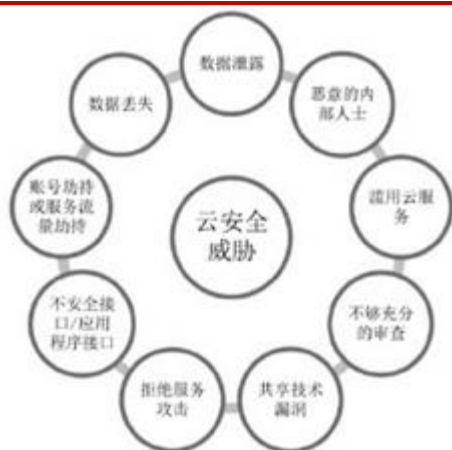 数据泄露
恶意的内
部人士
滥用云服
务
不够充分
的审查
共享技术
漏洞
拒绝服务
攻击
不安全接
口/应用
程序接口
账号劫持
或服务流
量劫持
数据丢失
云安全
威胁